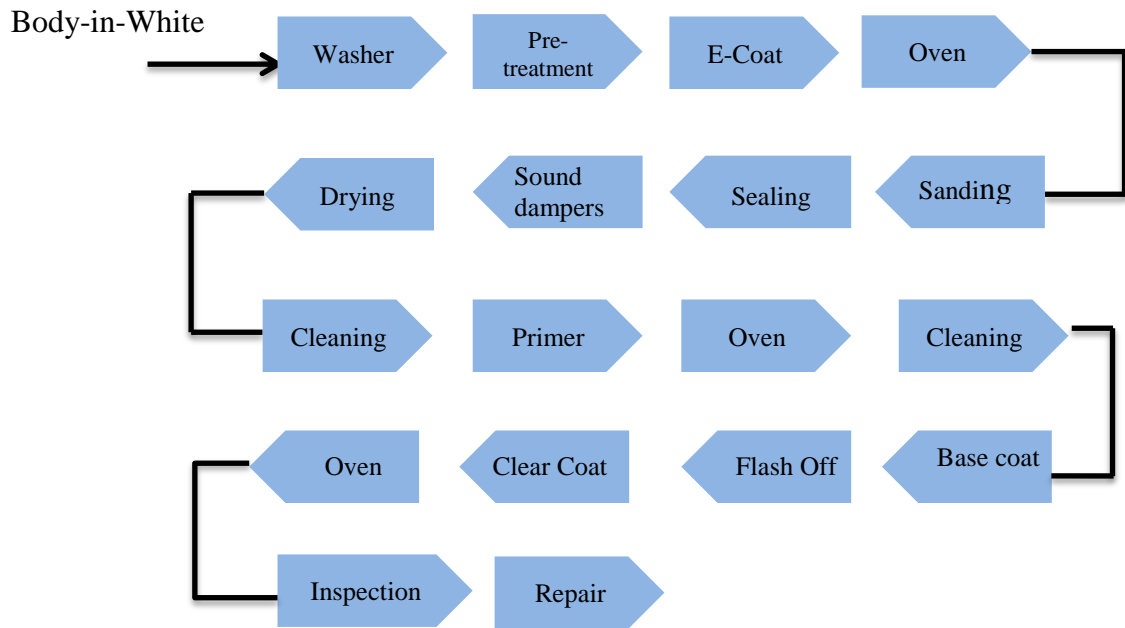 Body-in-White
Washer
Pre-
treatment
E-Coat
Oven
Sanding
Sealing
Sound
dampers
Drying
Cleaning
Primer
Oven
Cleaning
Base coat
Flash Off
Clear Coat
Oven
Inspection
Repair